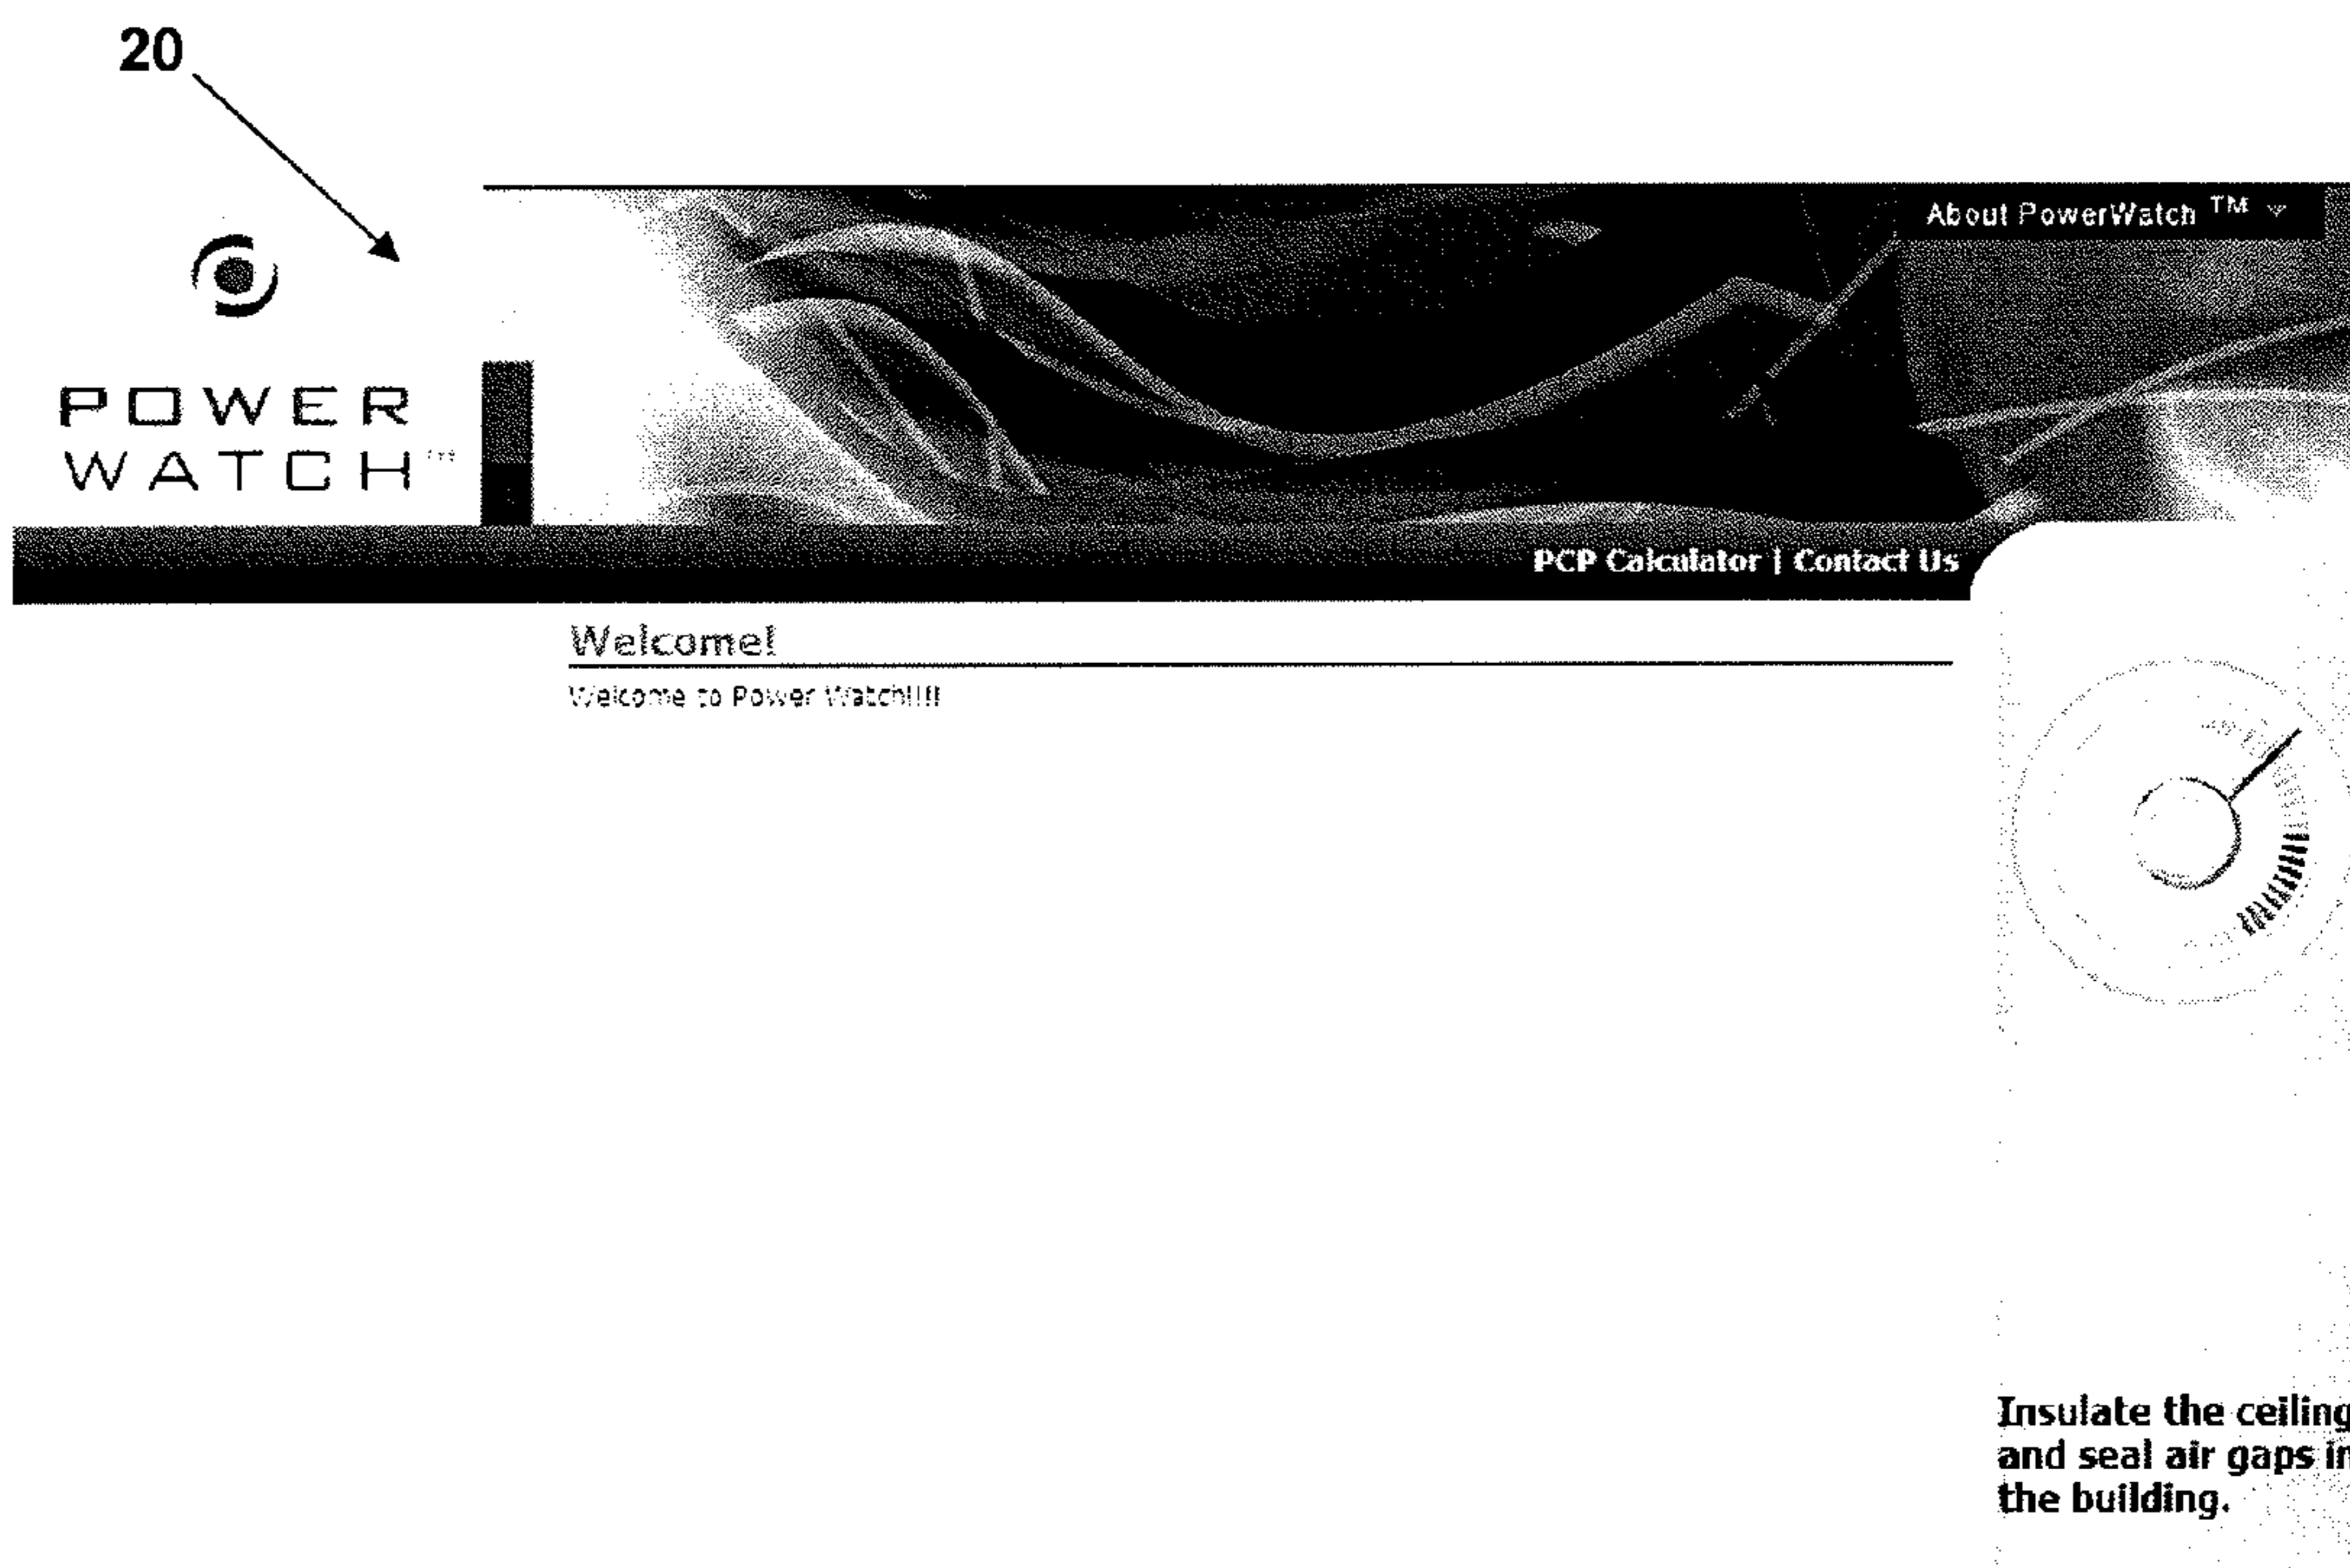 20
About PowerWatch ™
POWER
WATCH™
PCP Calculator | Contact Us
Welcome!
Welcome to Power Watch!!!!
Insulate the ceiling
and seal air gaps in
the building.